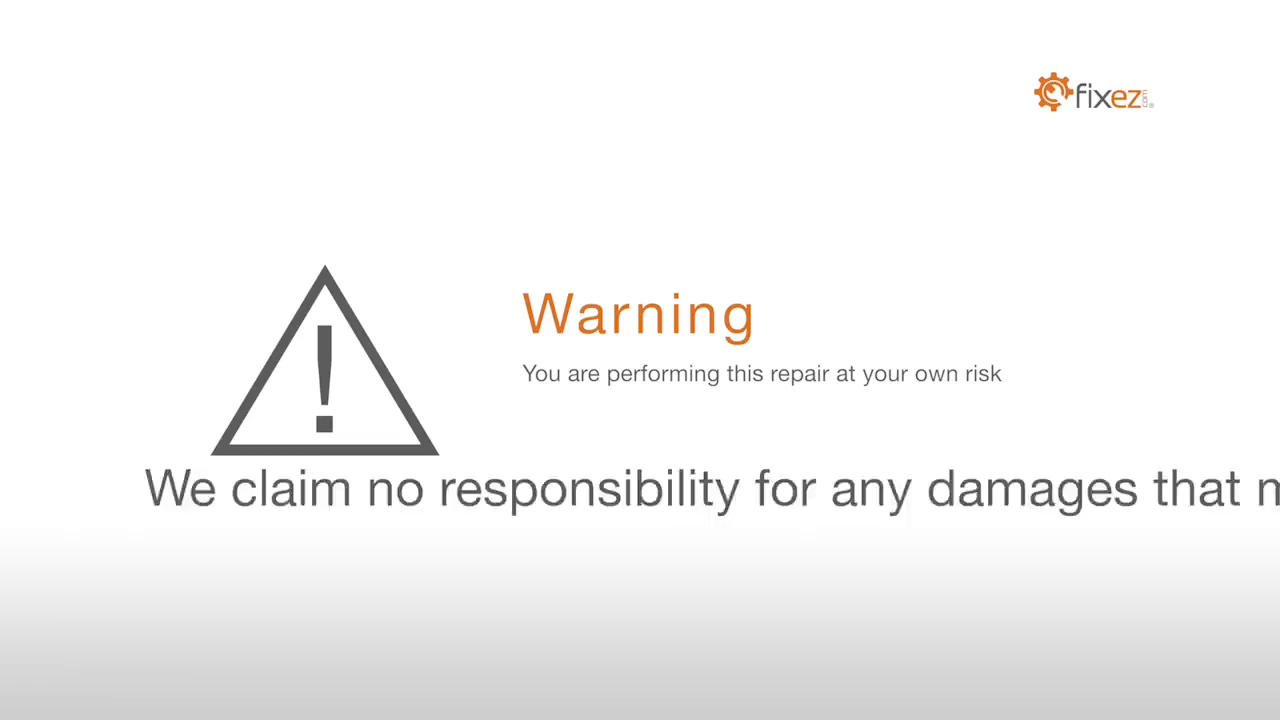 fixez.com®
Warning
You are performing this repair at your own risk
We claim no responsibility for any damages that